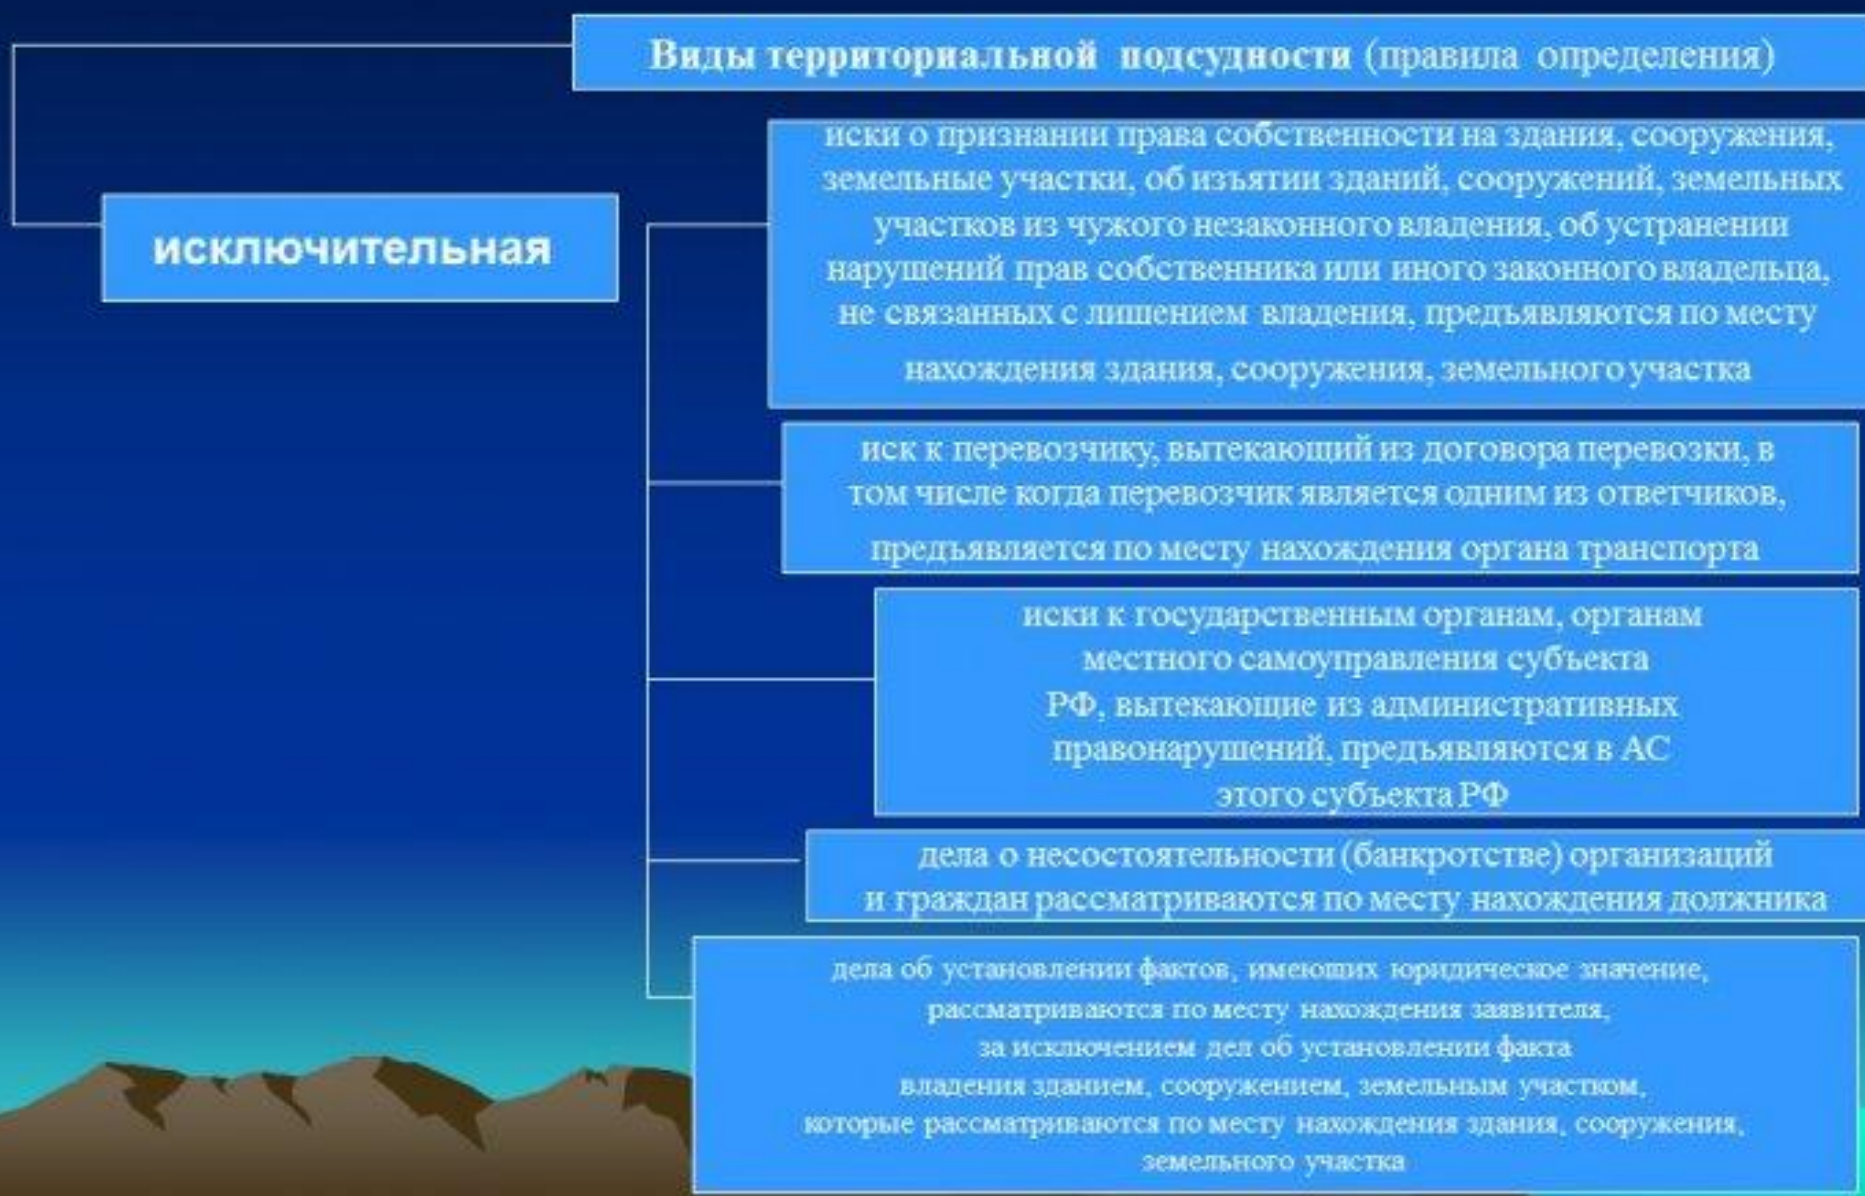 Виды территориальной подсудности (правила определения)
исключительная
иски о признании права собственности на здания, сооружения,
земельные участки, об изъятии зданий, сооружений, земельных
участков из чужого незаконного владения, об устранении
нарушений прав собственника или иного законного владельца,
не связанных с лишением владения, предъявляются по месту
нахождения здания, сооружения, земельного участка
иск к перевозчику, вытекающий из договора перевозки, в
том числе когда перевозчик является одним из ответчиков,
предъявляется по месту нахождения органа транспорта
иски к государственным органам, органам
местного самоуправления субъекта
РФ, вытекающие из административных
правонарушений, предъявляются в АС
этого субъекта РФ
дела о несостоятельности (банкротстве) организаций
и граждан рассматриваются по месту нахождения должника
дела об установлении фактов, имеющих юридическое значение,
рассматриваются по месту нахождения заявителя,
за исключением дел об установлении факта
владения зданием, сооружением, земельным участком,
которые рассматриваются по месту нахождения здания, сооружения,
земельного участка